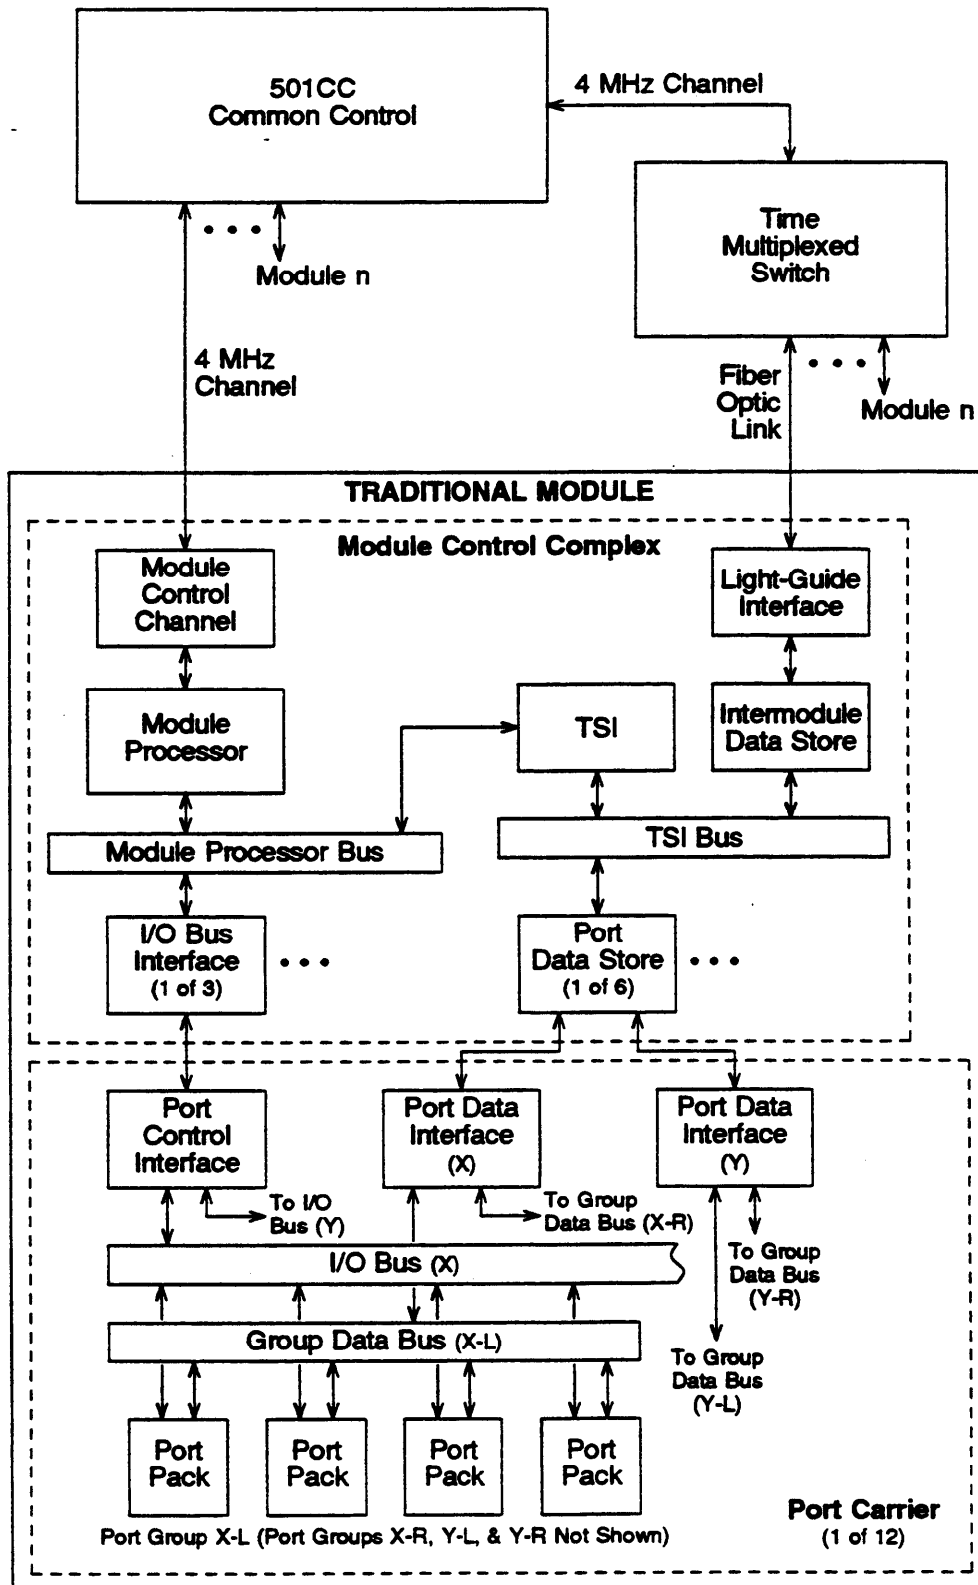 501CC
Common Control
4 MHz Channel
Time
Multiplexed
Switch
Module n
4 MHz
Channel
Fiber
Optic
Link
Module n
TRADITIONAL MODULE
Module Control Complex
Module
Control
Channel
Light-Guide
Interface
Module
Processor
TSI
Intermodule
Data Store
Module Processor Bus
TSI Bus
I/O Bus
Interface
(1 of 3)
Port
Data Store
(1 of 6)
Port
Control
Interface
Port Data
Interface
(X)
Port Data
Interface
(Y)
To I/O
Bus (Y)
To Group
Data Bus (X-R)
To Group
Data Bus
(Y-R)
I/O Bus (X)
Group Data Bus (X-L)
To Group
Data Bus
(Y-L)
Port
Pack
Port
Pack
Port
Pack
Port
Pack
Port Group X-L (Port Groups X-R, Y-L, & Y-R Not Shown)
Port Carrier
(1 of 12)